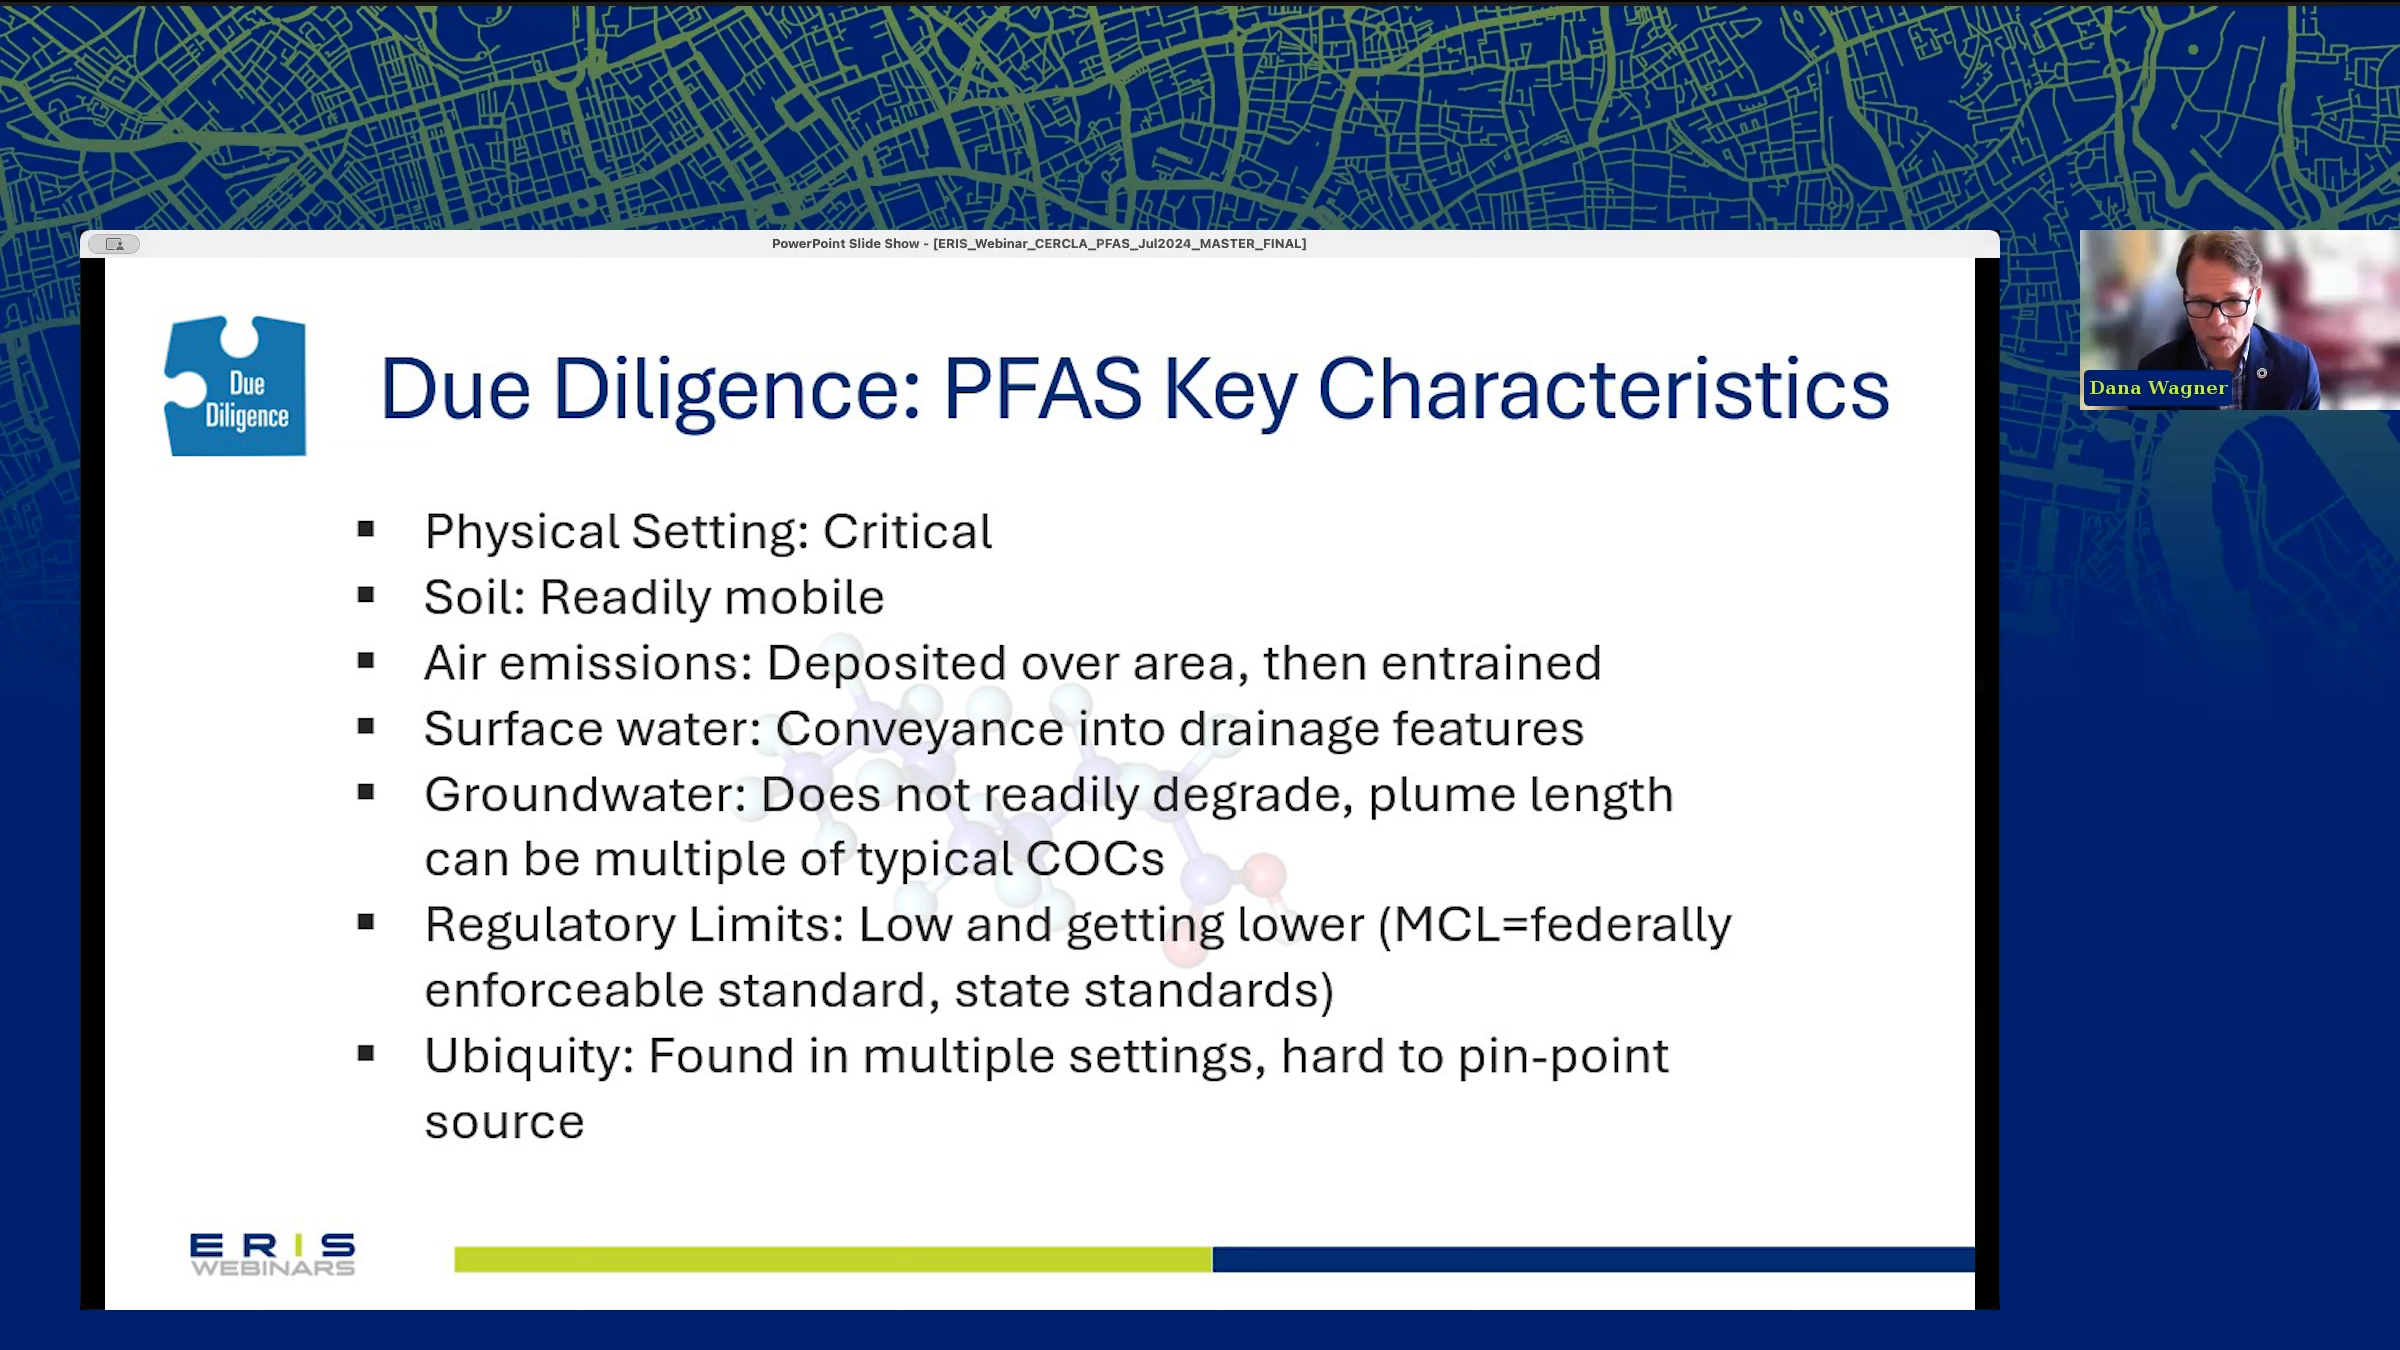 PowerPoint Slide Show - [ERIS_Webinar_CERCLA_PFAS_Jul2024_MASTER_FINAL]
Due
Diligence
Due Diligence: PFAS Key Characteristics
Dana Wagner
▪ Physical Setting: Critical
▪ Soil: Readily mobile
▪ Air emissions: Deposited over area, then entrained
▪ Surface water: Conveyance into drainage features
▪ Groundwater: Does not readily degrade, plume length
can be multiple of typical COCs
▪ Regulatory Limits: Low and getting lower (MCL=federally
enforceable standard, state standards)
▪ Ubiquity: Found in multiple settings, hard to pin-point
source
ERIS
WEBINARS